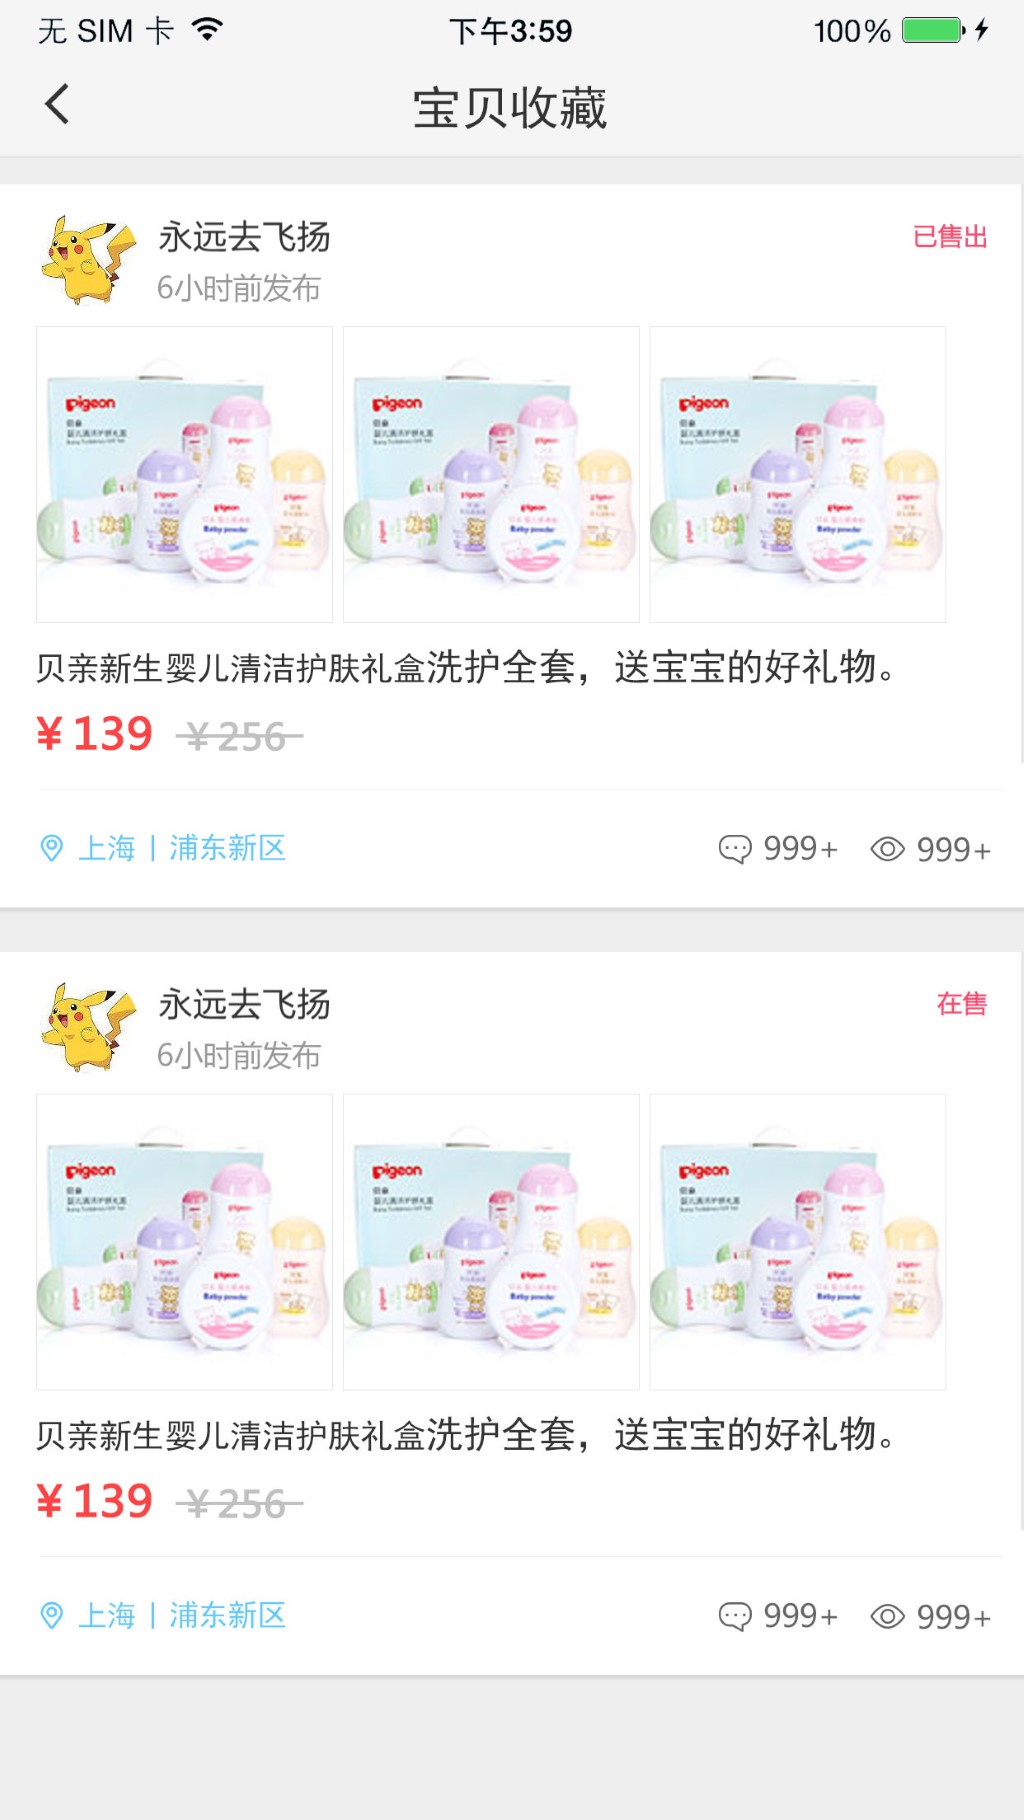 无 SIM 卡 下午3:59 100%
宝贝收藏
永远去飞扬 已售出
6小时前发布
pigeon pigeon pigeon
贝亲新生婴儿清洁护肤礼盒洗护全套，送宝宝的好礼物。
¥139 ¥256
上海 | 浦东新区 999+ 999+
永远去飞扬 在售
6小时前发布
pigeon pigeon pigeon
贝亲新生婴儿清洁护肤礼盒洗护全套，送宝宝的好礼物。
¥139 ¥256
上海 | 浦东新区 999+ 999+